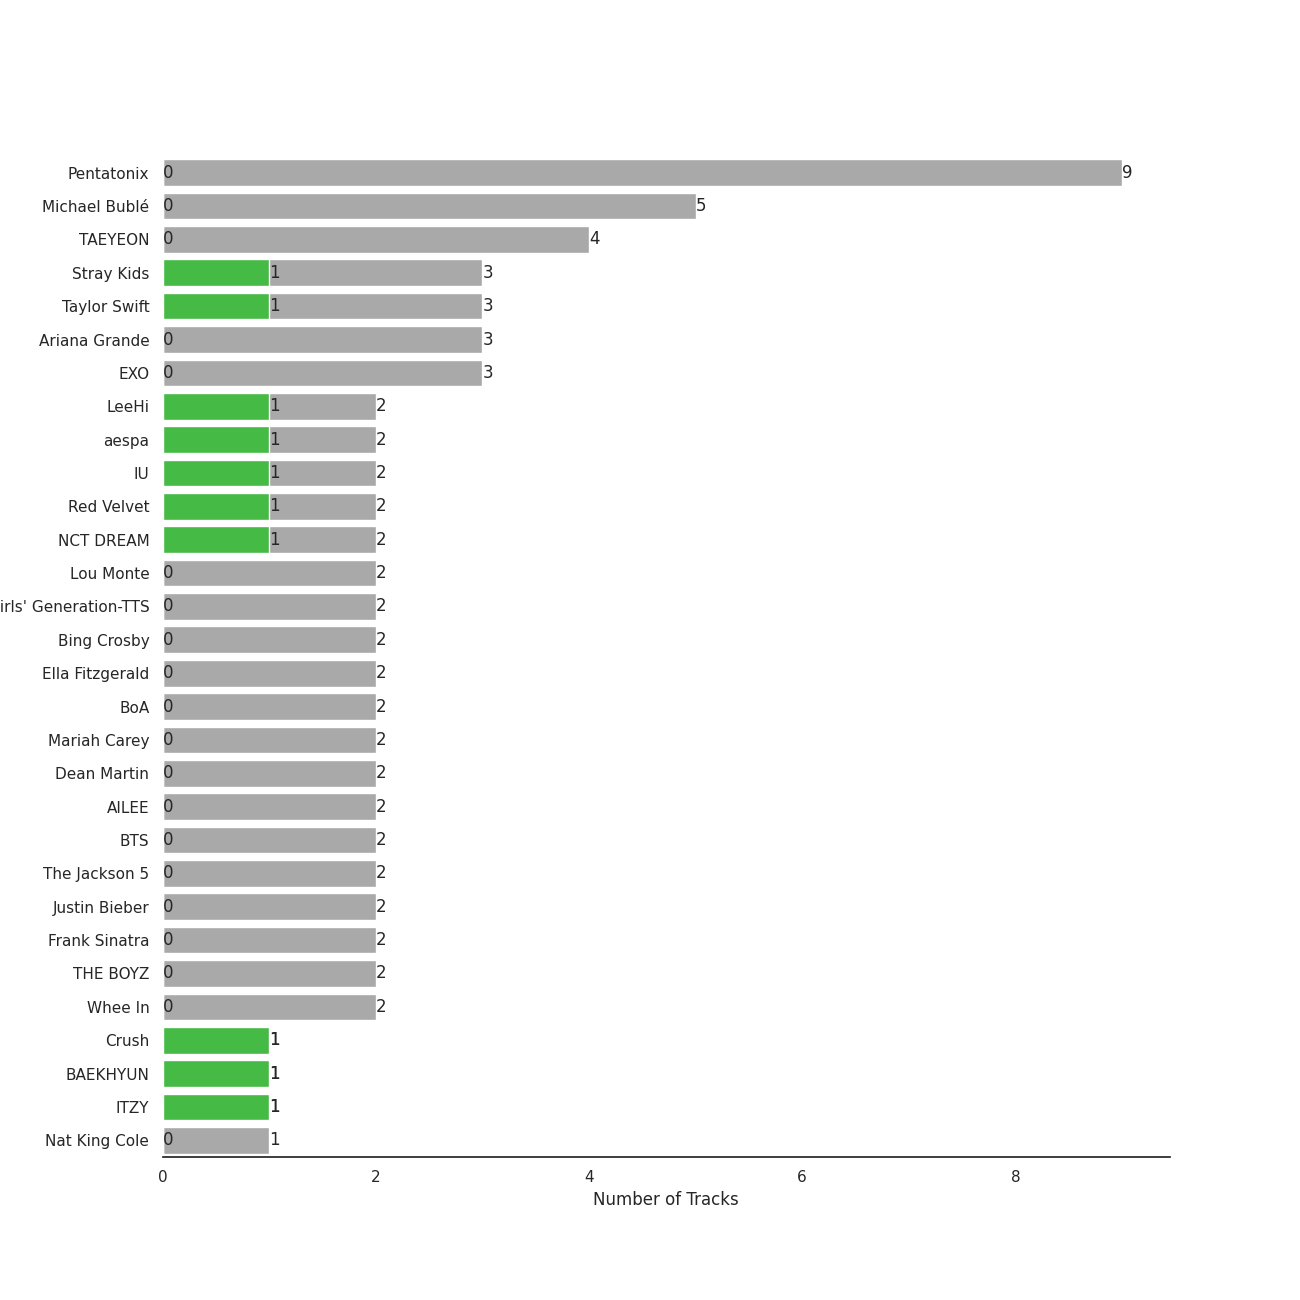 Pentatonix 0 9
Michael Bublé 0 5
TAEYEON 0 4
Stray Kids 1 3
Taylor Swift 1 3
Ariana Grande 0 3
EXO 0 3
LeeHi 1 2
aespa 1 2
IU 1 2
Red Velvet 1 2
NCT DREAM 1 2
Lou Monte 0 2
irls' Generation-TTS 0 2
Bing Crosby 0 2
Ella Fitzgerald 0 2
BoA 0 2
Mariah Carey 0 2
Dean Martin 0 2
AILEE 0 2
BTS 0 2
The Jackson 5 0 2
Justin Bieber 0 2
Frank Sinatra 0 2
THE BOYZ 0 2
Whee In 0 2
Crush 1
BAEKHYUN 1
ITZY 1
Nat King Cole 0 1
0 2 4 6 8
Number of Tracks